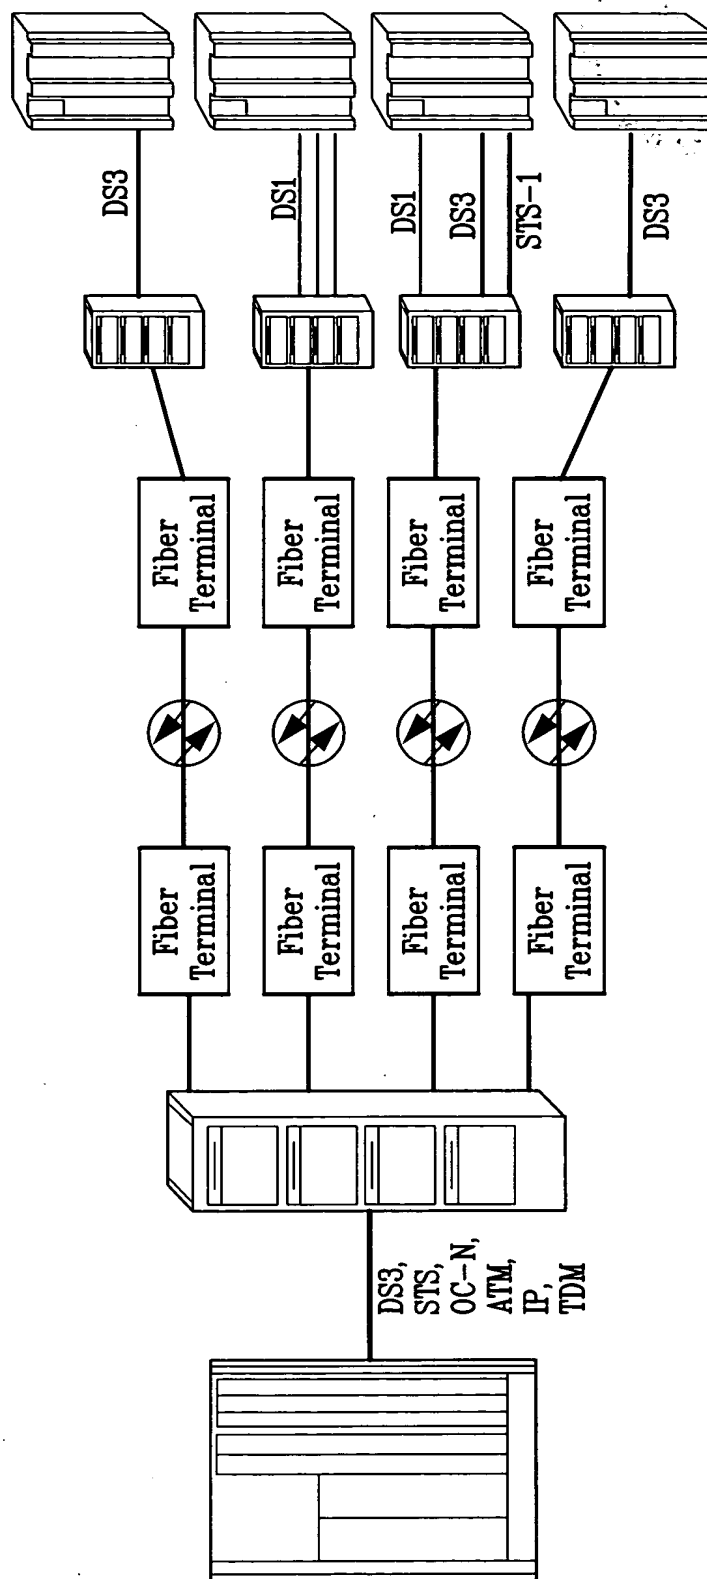 DS3
DS1
DS1
DS3
STS-1
DS3
Fiber
Terminal
Fiber
Terminal
Fiber
Terminal
Fiber
Terminal
Fiber
Terminal
Fiber
Terminal
Fiber
Terminal
Fiber
Terminal
DS3,
STS,
OC-N,
ATM,
IP,
TDM